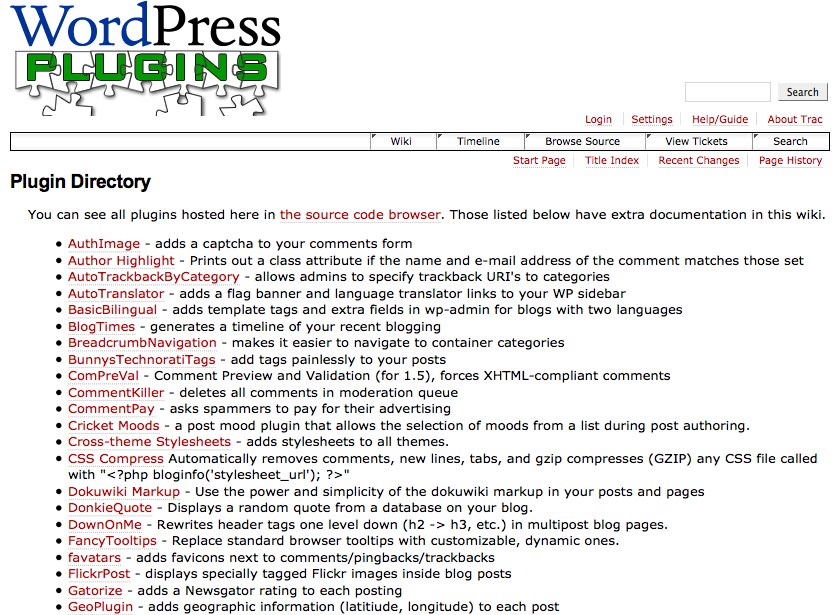 WordPress
PLUGINS
Search
Login Settings Help/Guide About Trac
Wiki Timeline Browse Source View Tickets Search
Start Page Title Index Recent Changes Page History
Plugin Directory
You can see all plugins hosted here in the source code browser. Those listed below have extra documentation in this wiki.
• AuthImage - adds a captcha to your comments form
• Author Highlight - Prints out a class attribute if the name and e-mail address of the comment matches those set
• AutoTrackbackByCategory - allows admins to specify trackback URI's to categories
• AutoTranslator - adds a flag banner and language translator links to your WP sidebar
• BasicBilingual - adds template tags and extra fields in wp-admin for blogs with two languages
• BlogTimes - generates a timeline of your recent blogging
• BreadcrumbNavigation - makes it easier to navigate to container categories
• BunnysTechnoratiTags - add tags painlessly to your posts
• ComPreVal - Comment Preview and Validation (for 1.5), forces XHTML-compliant comments
• CommentKiller - deletes all comments in moderation queue
• CommentPay - asks spammers to pay for their advertising
• Cricket Moods - a post mood plugin that allows the selection of moods from a list during post authoring.
• Cross-theme Stylesheets - adds stylesheets to all themes.
• CSS Compress Automatically removes comments, new lines, tabs, and gzip compresses (GZIP) any CSS file called
with "<?php bloginfo('stylesheet_url'); ?>"
• Dokuwiki Markup - Use the power and simplicity of the dokuwiki markup in your posts and pages
• DonkieQuote - Displays a random quote from a database on your blog.
• DownOnMe - Rewrites header tags one level down (h2 -> h3, etc.) in multipost blog pages.
• FancyTooltips - Replace standard browser tooltips with customizable, dynamic ones.
• favatars - adds favicons next to comments/pingbacks/trackbacks
• FlickrPost - displays specially tagged Flickr images inside blog posts
• Gatorize - adds a Newsgator rating to each posting
• GeoPlugin - adds geographic information (latitiude, longitude) to each post